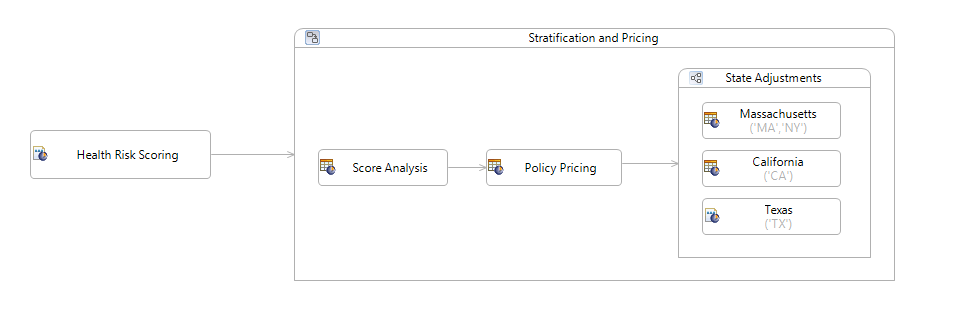 Stratification and Pricing
State Adjustments
Massachusetts
('MA','NY')
Health Risk Scoring
Score Analysis
Policy Pricing
California
('CA')
Texas
('TX')